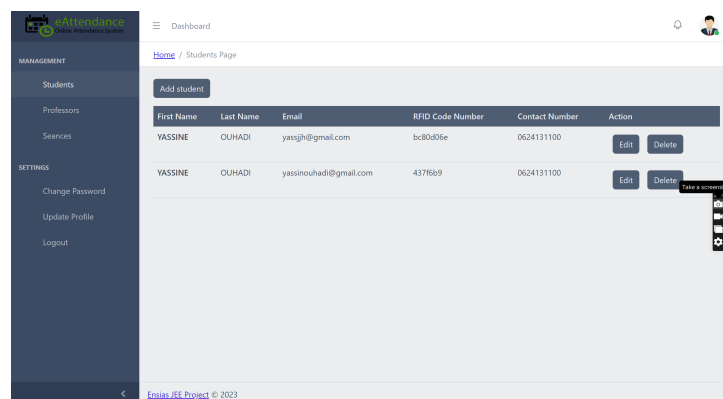 eAttendance
Online Attendance System
Dashboard
Home / Students Page
MANAGEMENT
Students
Professors
Seances
SETTINGS
Change Password
Update Profile
Logout
Add student
First Name Last Name Email RFID Code Number Contact Number Action
YASSINE OUHADI yassjjh@gmail.com bc80d06e 0624131100 Edit Delete
YASSINE OUHADI yassinouhadi@gmail.com 437f6b9 0624131100 Edit Delete
Take a screens
Ensias JEE Project © 2023